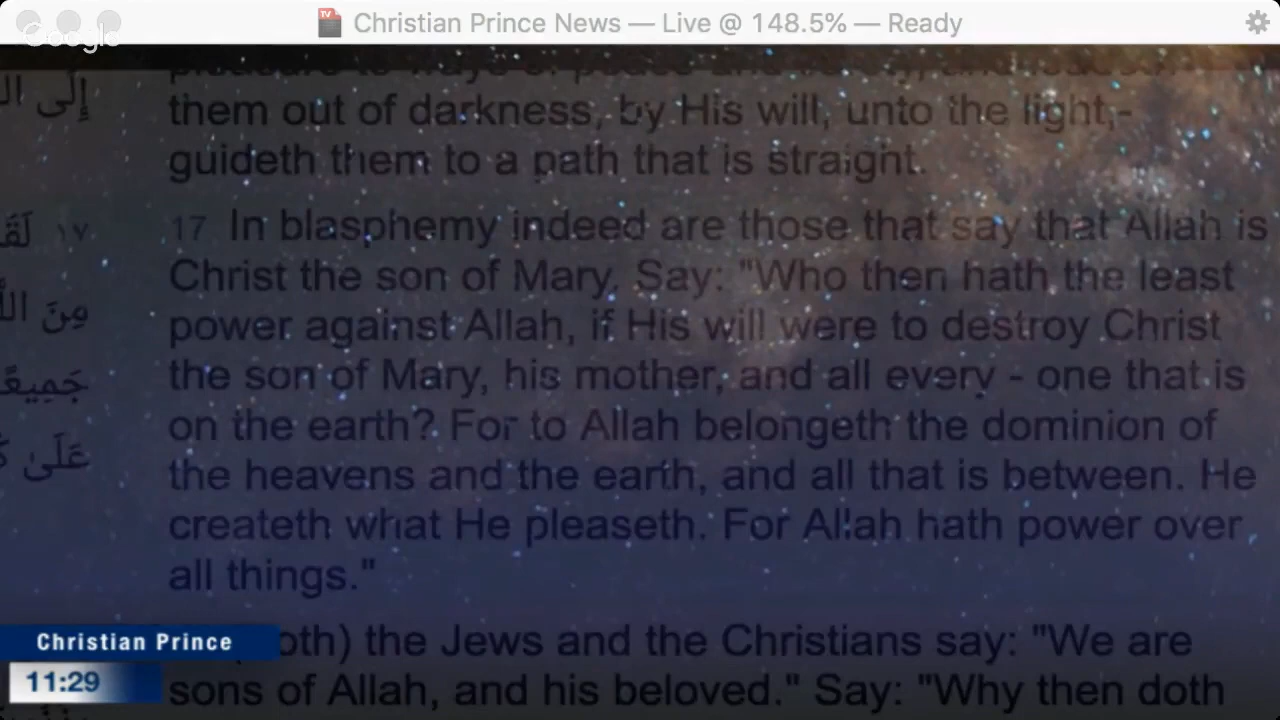 Christian Prince News — Live @ 148.5% — Ready
Google
them out of darkness, by His will, unto the light,-
إِلَى
guideth them to a path that is straight.
17 In blasphemy indeed are those that say that Allah is
١٧
Christ the son of Mary. Say: "Who then hath the least
power against Allah, if His will were to destroy Christ
مِنَ
the son of Mary, his mother, and all every - one that is
on the earth? For to Allah belongeth the dominion of
عَلَىٰ
the heavens and the earth, and all that is between. He
createth what He pleaseth. For Allah hath power over
all things."
oth) the Jews and the Christians say: "We are
sons of Allah, and his beloved." Say: "Why then doth
Christian Prince
11:29